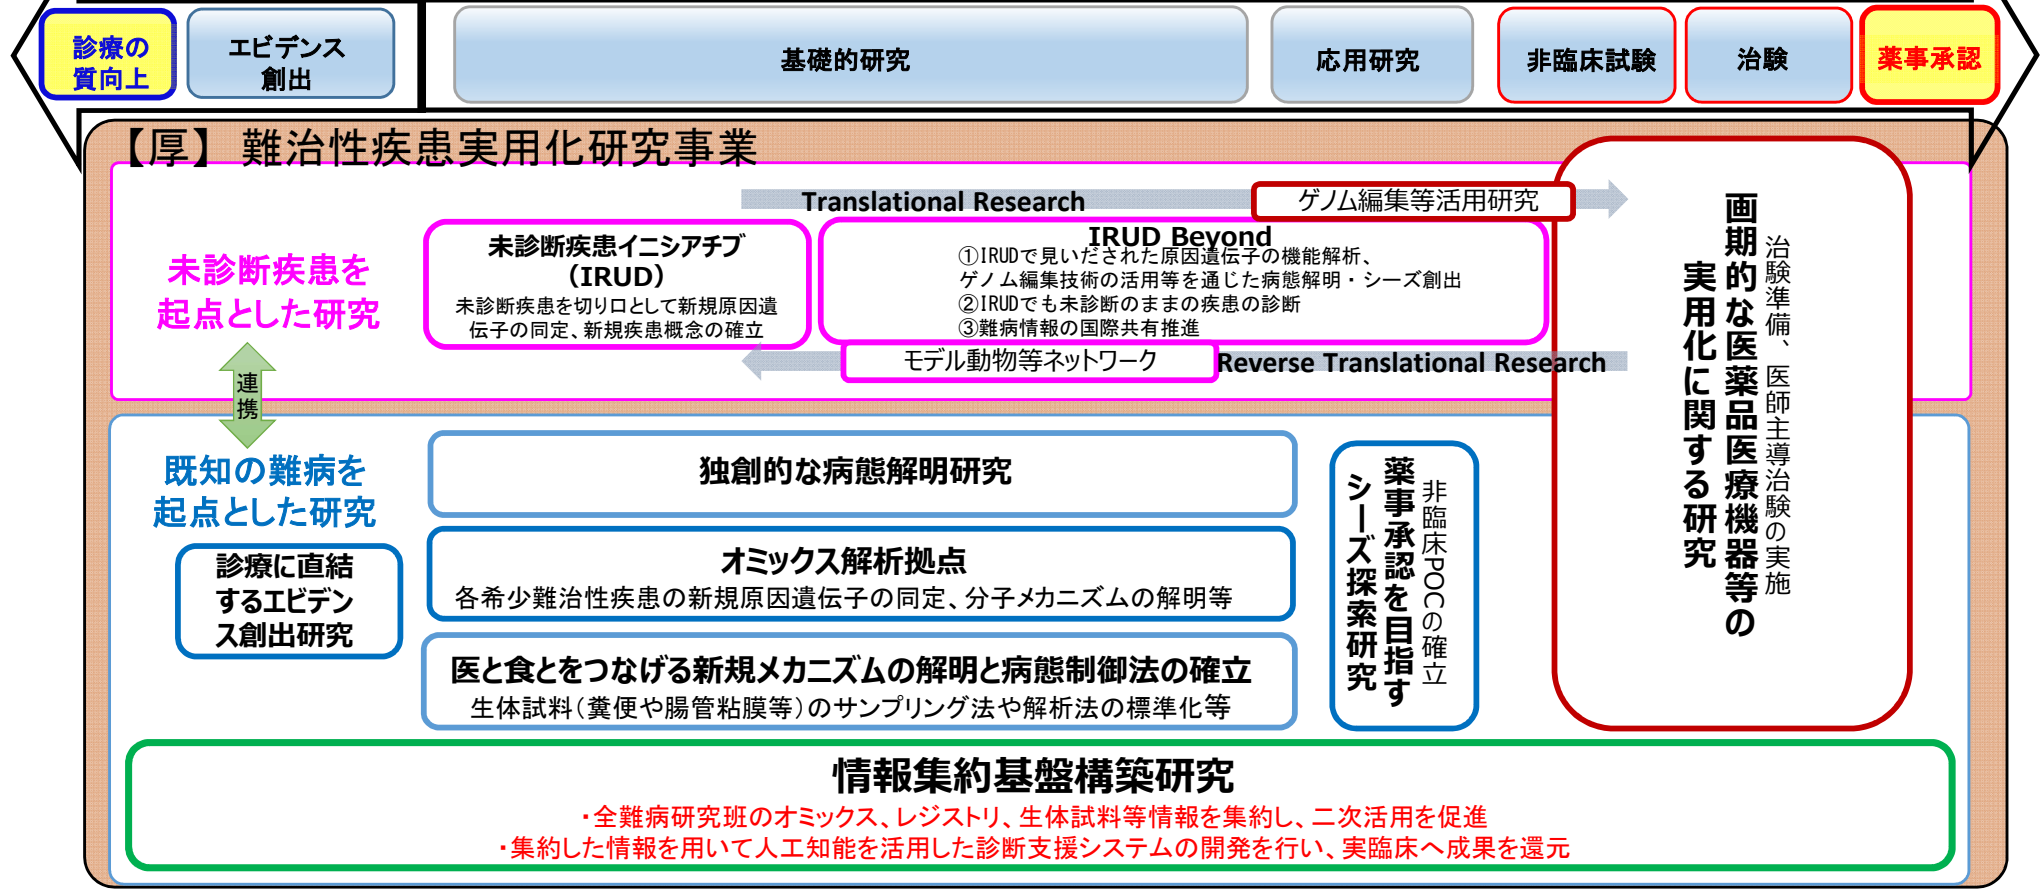 診療の
質向上
エビデンス
創出
基礎的研究
応用研究
非臨床試験
治験
薬事承認
【厚】 難治性疾患実用化研究事業
Translational Research
ゲノム編集等活用研究
未診断疾患を
起点とした研究
未診断疾患イニシアチブ
（IRUD）
未診断疾患を切り口として新規原因遺
伝子の同定、新規疾患概念の確立
IRUD Beyond
①IRUDで見いだされた原因遺伝子の機能解析、
ゲノム編集技術の活用等を通じた病態解明・シーズ創出
②IRUDでも未診断のままの疾患の診断
③難病情報の国際共有推進
モデル動物等ネットワーク
Reverse Translational Research
連
携
既知の難病を
起点とした研究
診療に直結
するエビデン
ス創出研究
独創的な病態解明研究
オミックス解析拠点
各希少難治性疾患の新規原因遺伝子の同定、分子メカニズムの解明等
医と食とをつなげる新規メカニズムの解明と病態制御法の確立
生体試料（糞便や腸管粘膜等）のサンプリング法や解析法の標準化等
非臨床POCの確立
薬事承認を目指す
シーズ探索研究
治験準備、医師主導治験の実施
画期的な医薬品医療機器等の
実用化に関する研究
情報集約基盤構築研究
・全難病研究班のオミックス、レジストリ、生体試料等情報を集約し、二次活用を促進
・集約した情報を用いて人工知能を活用した診断支援システムの開発を行い、実臨床へ成果を還元